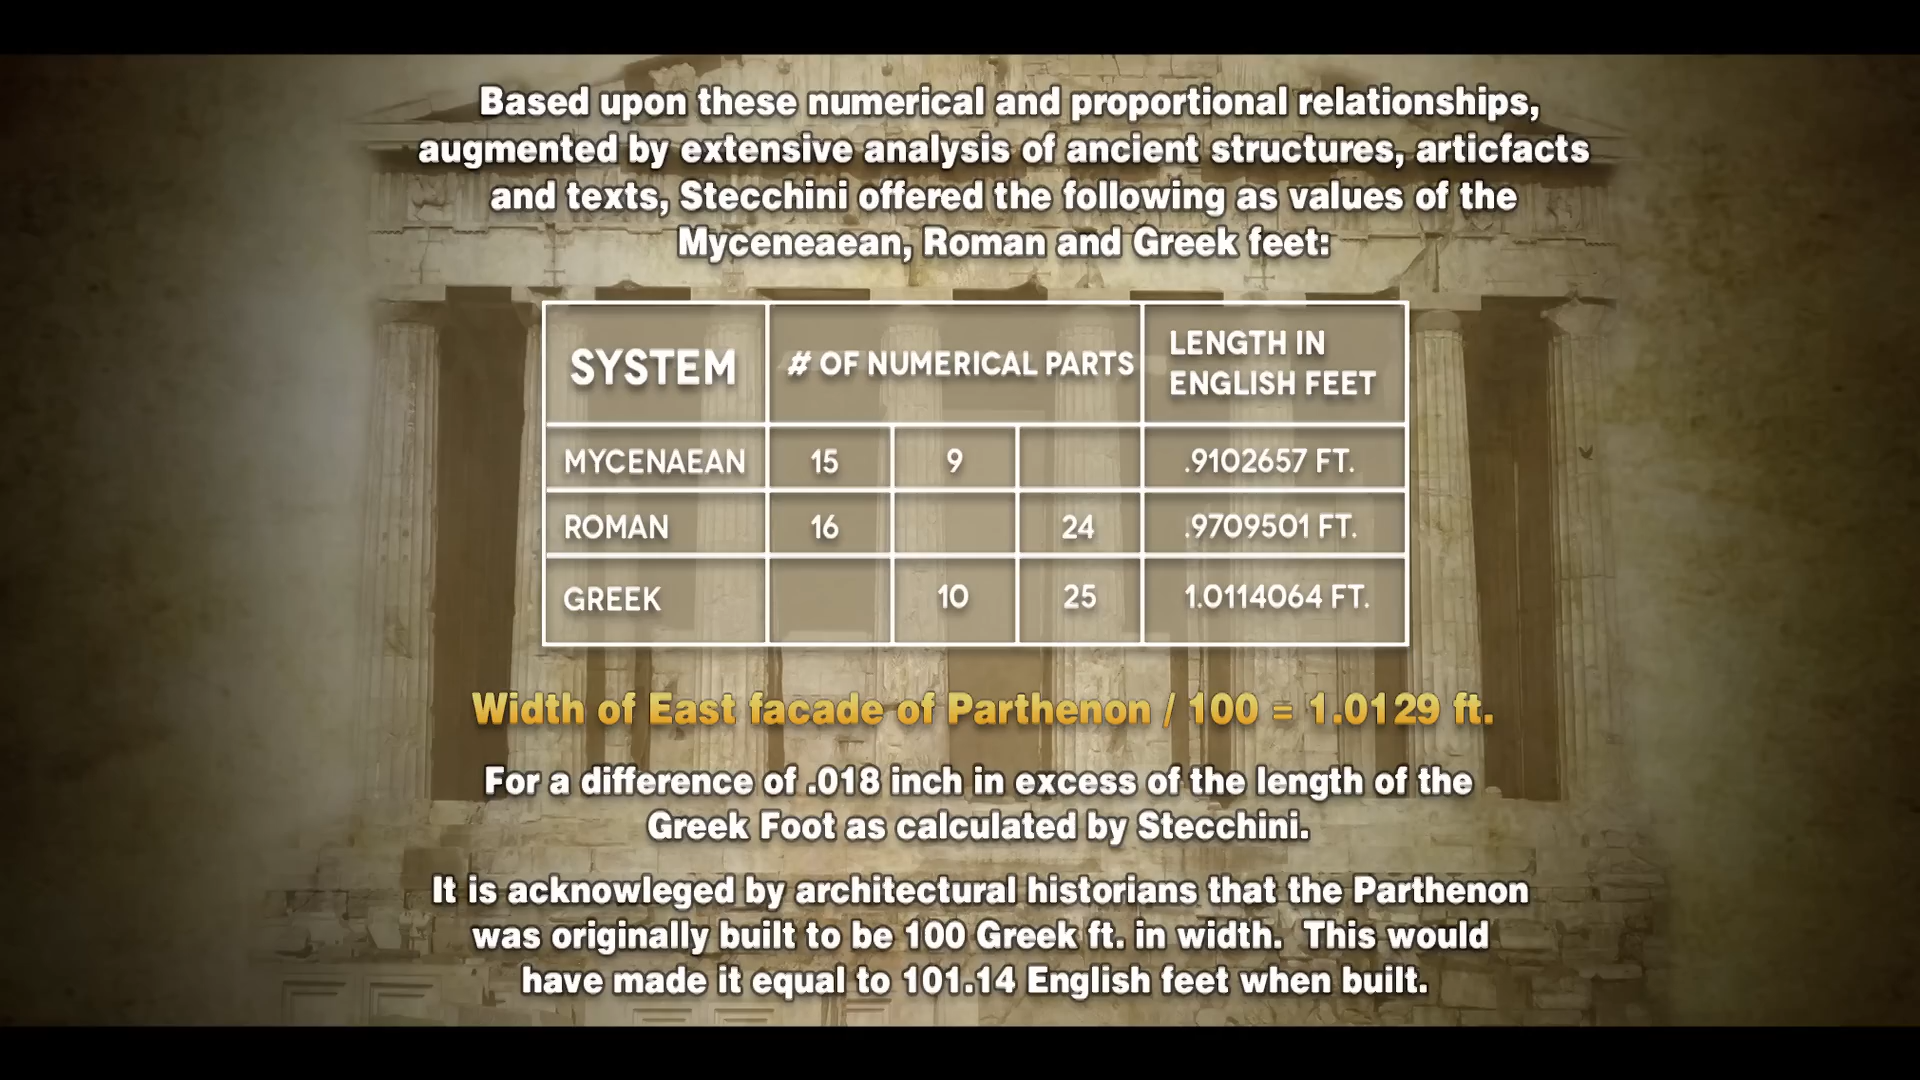 Based upon these numerical and proportional relationships,
augmented by extensive analysis of ancient structures, articfacts
and texts, Stecchini offered the following as values of the
Myceneaean, Roman and Greek feet:
SYSTEM # OF NUMERICAL PARTS LENGTH IN
ENGLISH FEET
MYCENAEAN 15 9 .9102657 FT.
ROMAN 16 24 .9709501 FT.
GREEK 10 25 1.0114064 FT.
Width of East facade of Parthenon / 100 = 1.0129 ft.
For a difference of .018 inch in excess of the length of the
Greek Foot as calculated by Stecchini.
It is acknowleged by architectural historians that the Parthenon
was originally built to be 100 Greek ft. in width. This would
have made it equal to 101.14 English feet when built.